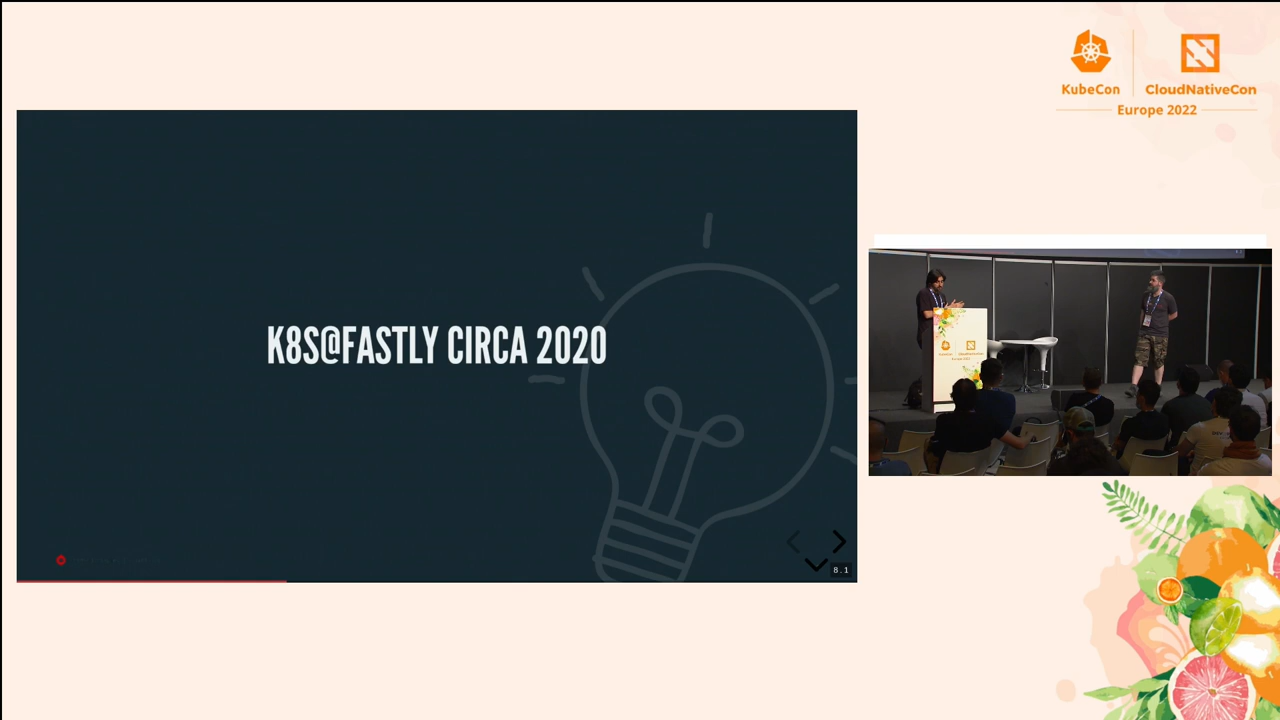 KubeCon
CloudNativeCon
Europe 2022
K8S@FASTLY CIRCA 2020
8.1